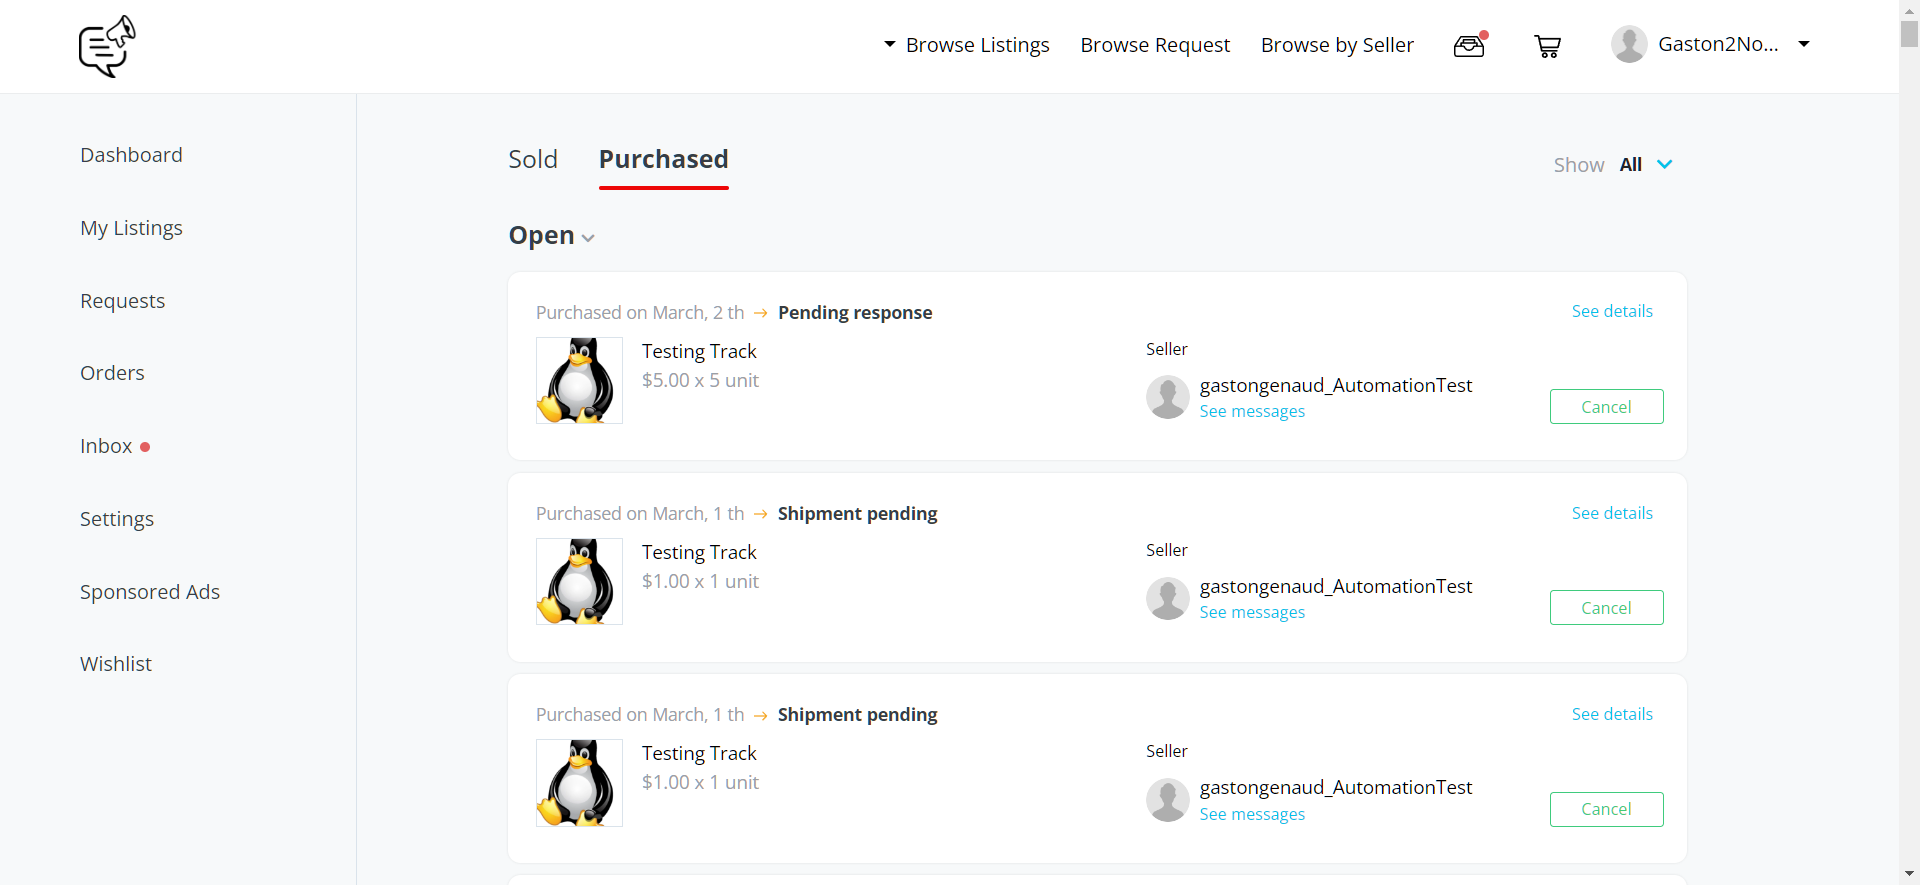 Browse Listings Browse Request Browse by Seller Gaston2No...
Dashboard
My Listings
Requests
Orders
Inbox
Settings
Sponsored Ads
Wishlist
Sold Purchased Show All
Open
Purchased on March, 2 th → Pending response See details
Testing Track
$5.00 x 5 unit
Seller
gastongenaud_AutomationTest
See messages
Cancel
Purchased on March, 1 th → Shipment pending See details
Testing Track
$1.00 x 1 unit
Seller
gastongenaud_AutomationTest
See messages
Cancel
Purchased on March, 1 th → Shipment pending See details
Testing Track
$1.00 x 1 unit
Seller
gastongenaud_AutomationTest
See messages
Cancel